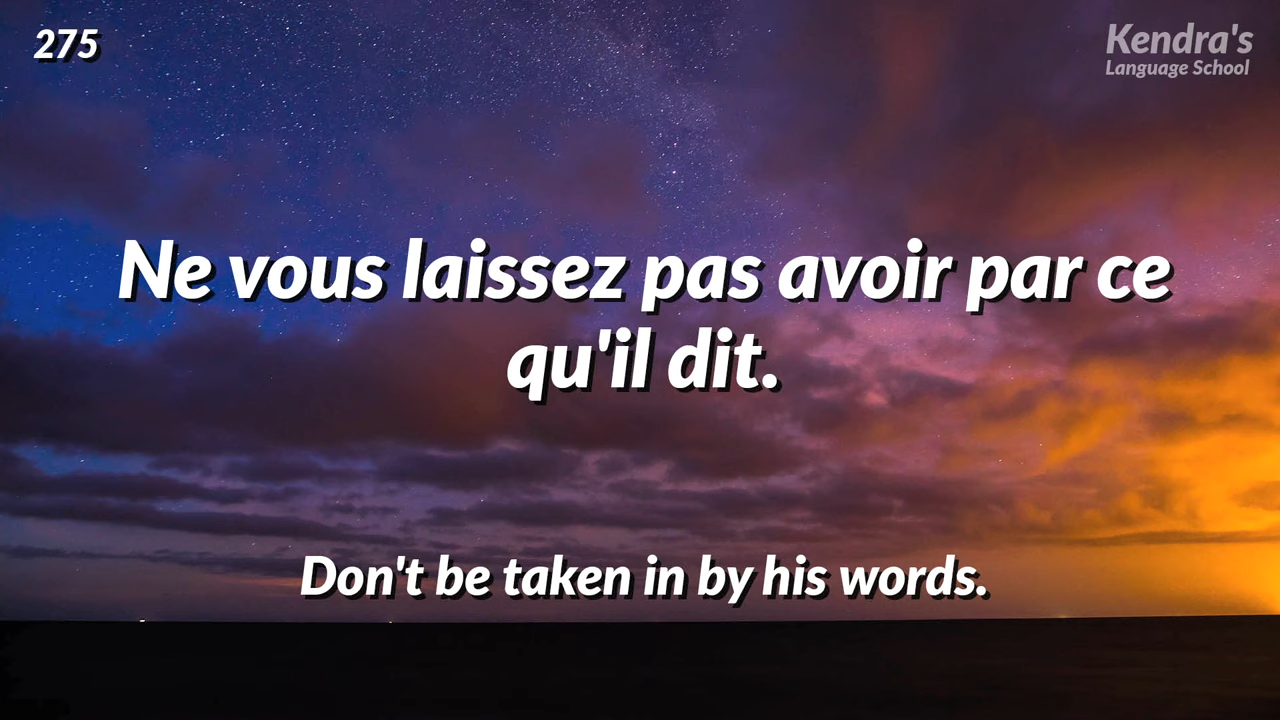 275
Kendra's
Language School
Ne vous laissez pas avoir par ce
qu'il dit.
Don't be taken in by his words.